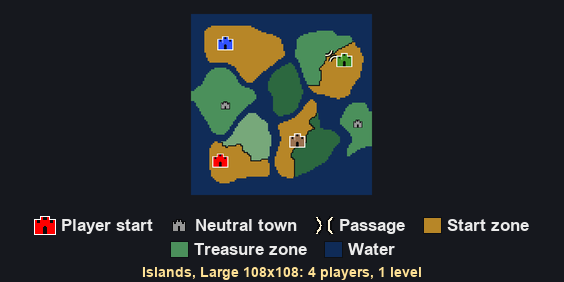 Player start Neutral town Passage Start zone
Treasure zone Water
Islands, Large 108x108: 4 players, 1 level